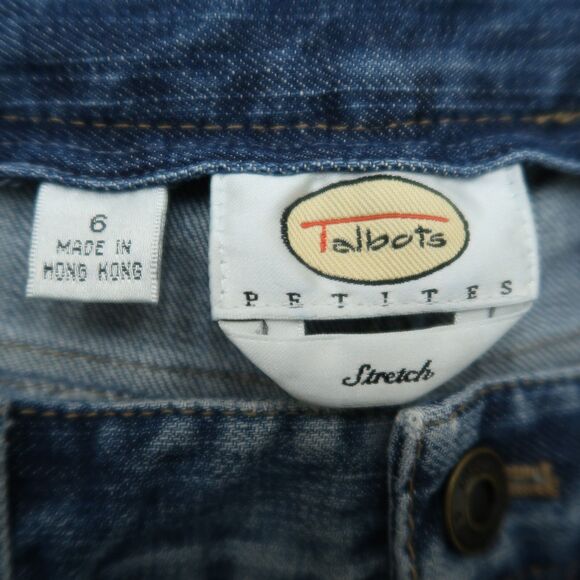 6
MADE IN
HONG KONG
Talbots
PETITES
Stretch